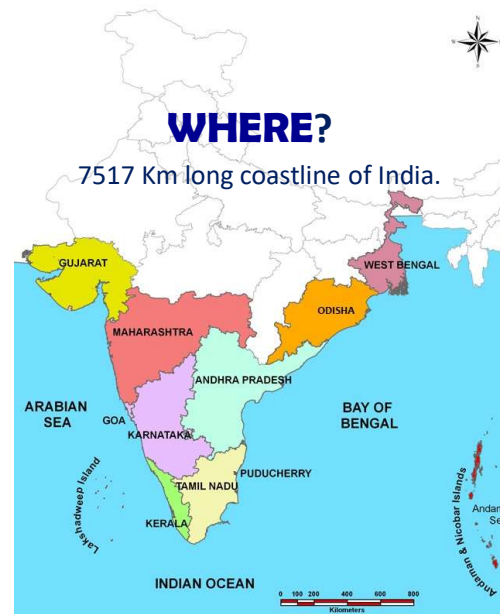 N
WHERE?
7517 Km long coastline of India.
GUJARAT
WEST BENGAL
ODISHA
MAHARASHTRA
ANDHRA PRADESH
ARABIAN
SEA
GOA
KARNATAKA
BAY OF
BENGAL
PUDUCHERRY
TAMIL NADU
KERALA
Lakshadweep Island
Andaman & Nicobar Islands
Andama
Se
INDIAN OCEAN
0 100 200 400 600 800
Kilometers